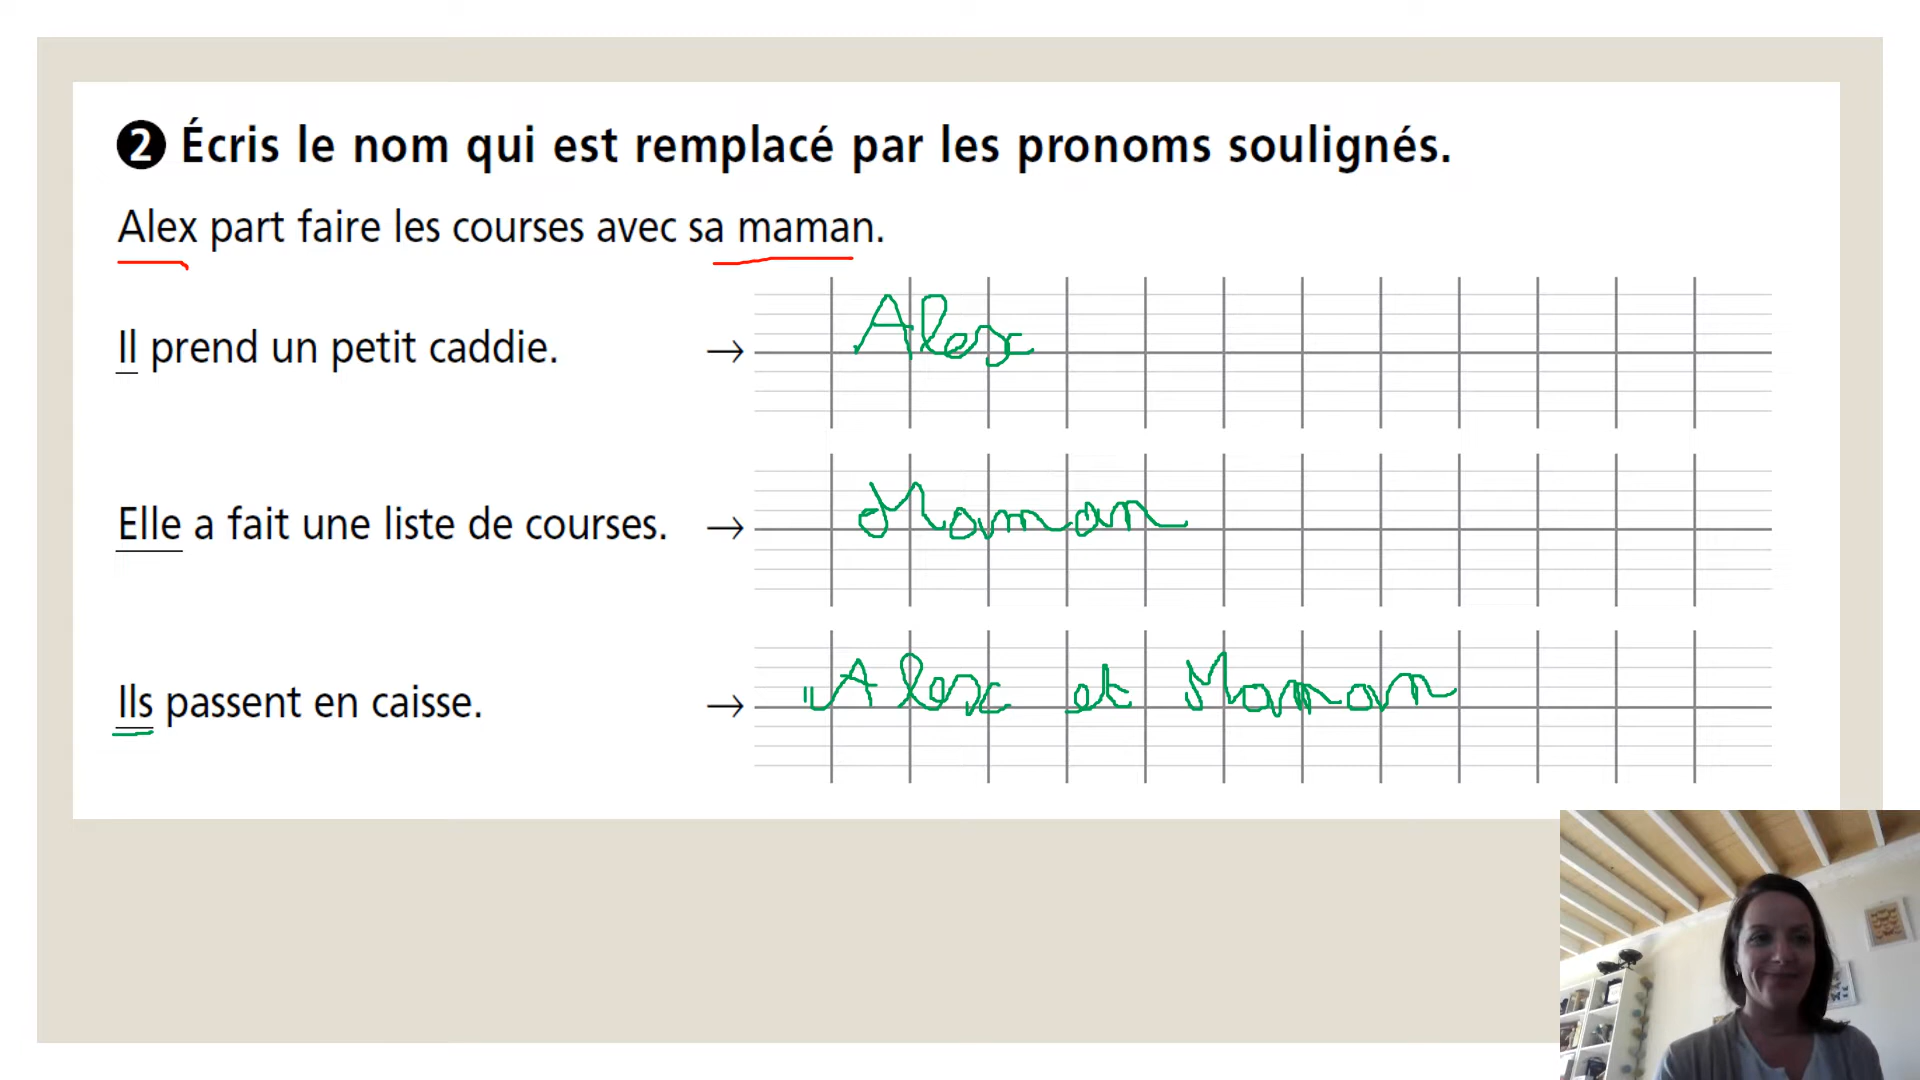 2 Écris le nom qui est remplacé par les pronoms soulignés.
Alex part faire les courses avec sa maman.
Il prend un petit caddie. → Alex
Elle a fait une liste de courses. → Maman
Ils passent en caisse. → Alex et Maman